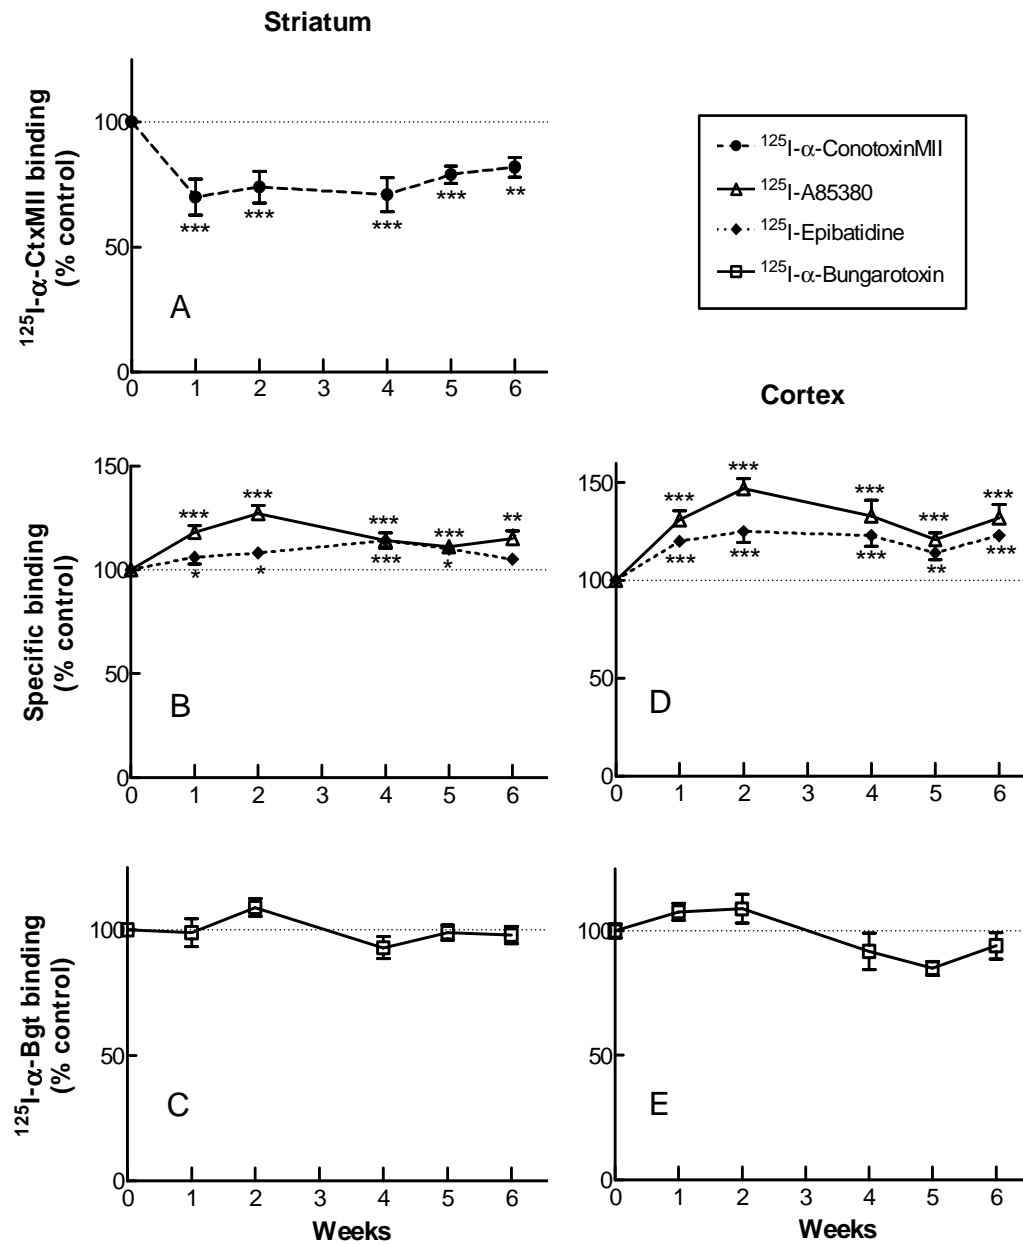 Striatum
¹²⁵I-α-CtxMII binding
(% control)
100
50
0
*** *** *** *** **
A
0 1 2 3 4 5 6
¹²⁵I-α-ConotoxinMII
¹²⁵I-A85380
¹²⁵I-Epibatidine
¹²⁵I-α-Bungarotoxin
Specific binding
(% control)
150
100
50
0
*** *** *** *** **
* * *** *
B
0 1 2 3 4 5 6
Cortex
150
100
50
0
*** *** *** *** ***
*** *** *** ** ***
D
0 1 2 3 4 5 6
¹²⁵I-α-Bgt binding
(% control)
100
50
0
C
0 1 2 3 4 5 6
Weeks
100
50
0
E
0 1 2 3 4 5 6
Weeks